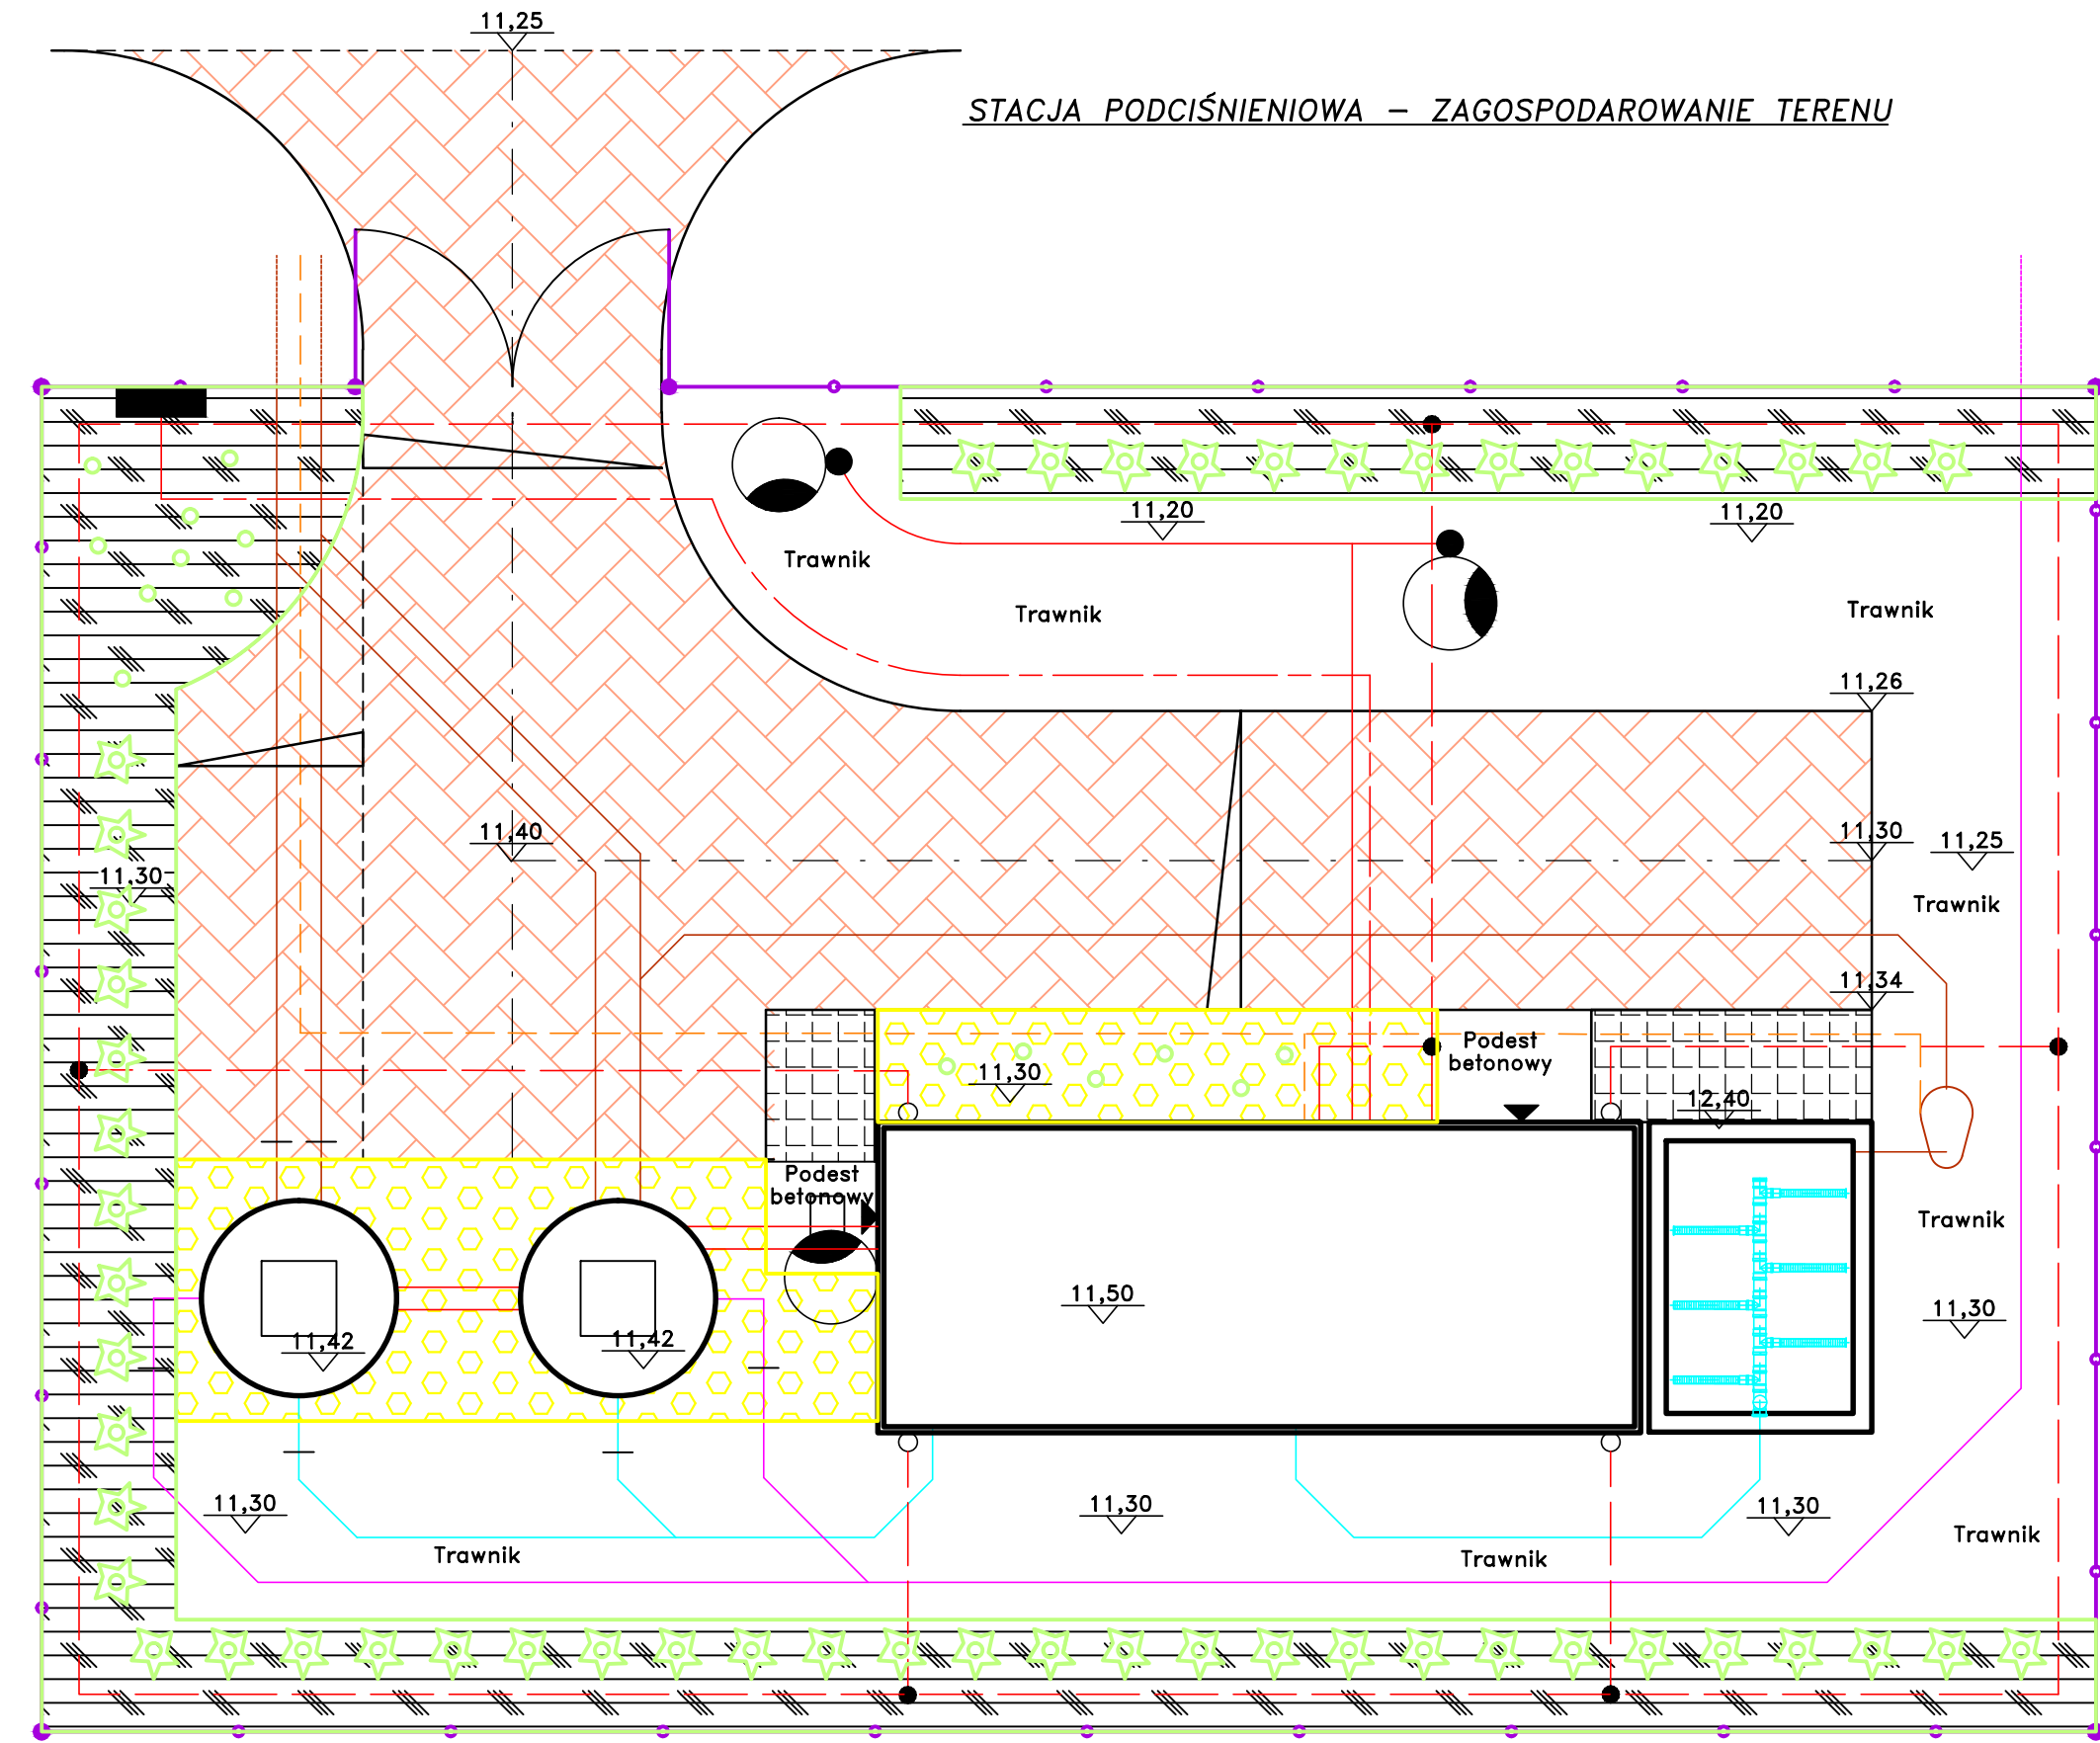 11,25
STACJA PODCIŚNIENIOWA – ZAGOSPODAROWANIE TERENU
11,20
11,20
Trawnik
Trawnik
Trawnik
11,26
11,40
11,30
11,25
11,30
Trawnik
11,34
Podest
betonowy
11,30
12,40
Podest
betonowy
Trawnik
11,50
11,30
11,42
11,42
11,30
11,30
11,30
Trawnik
Trawnik
Trawnik